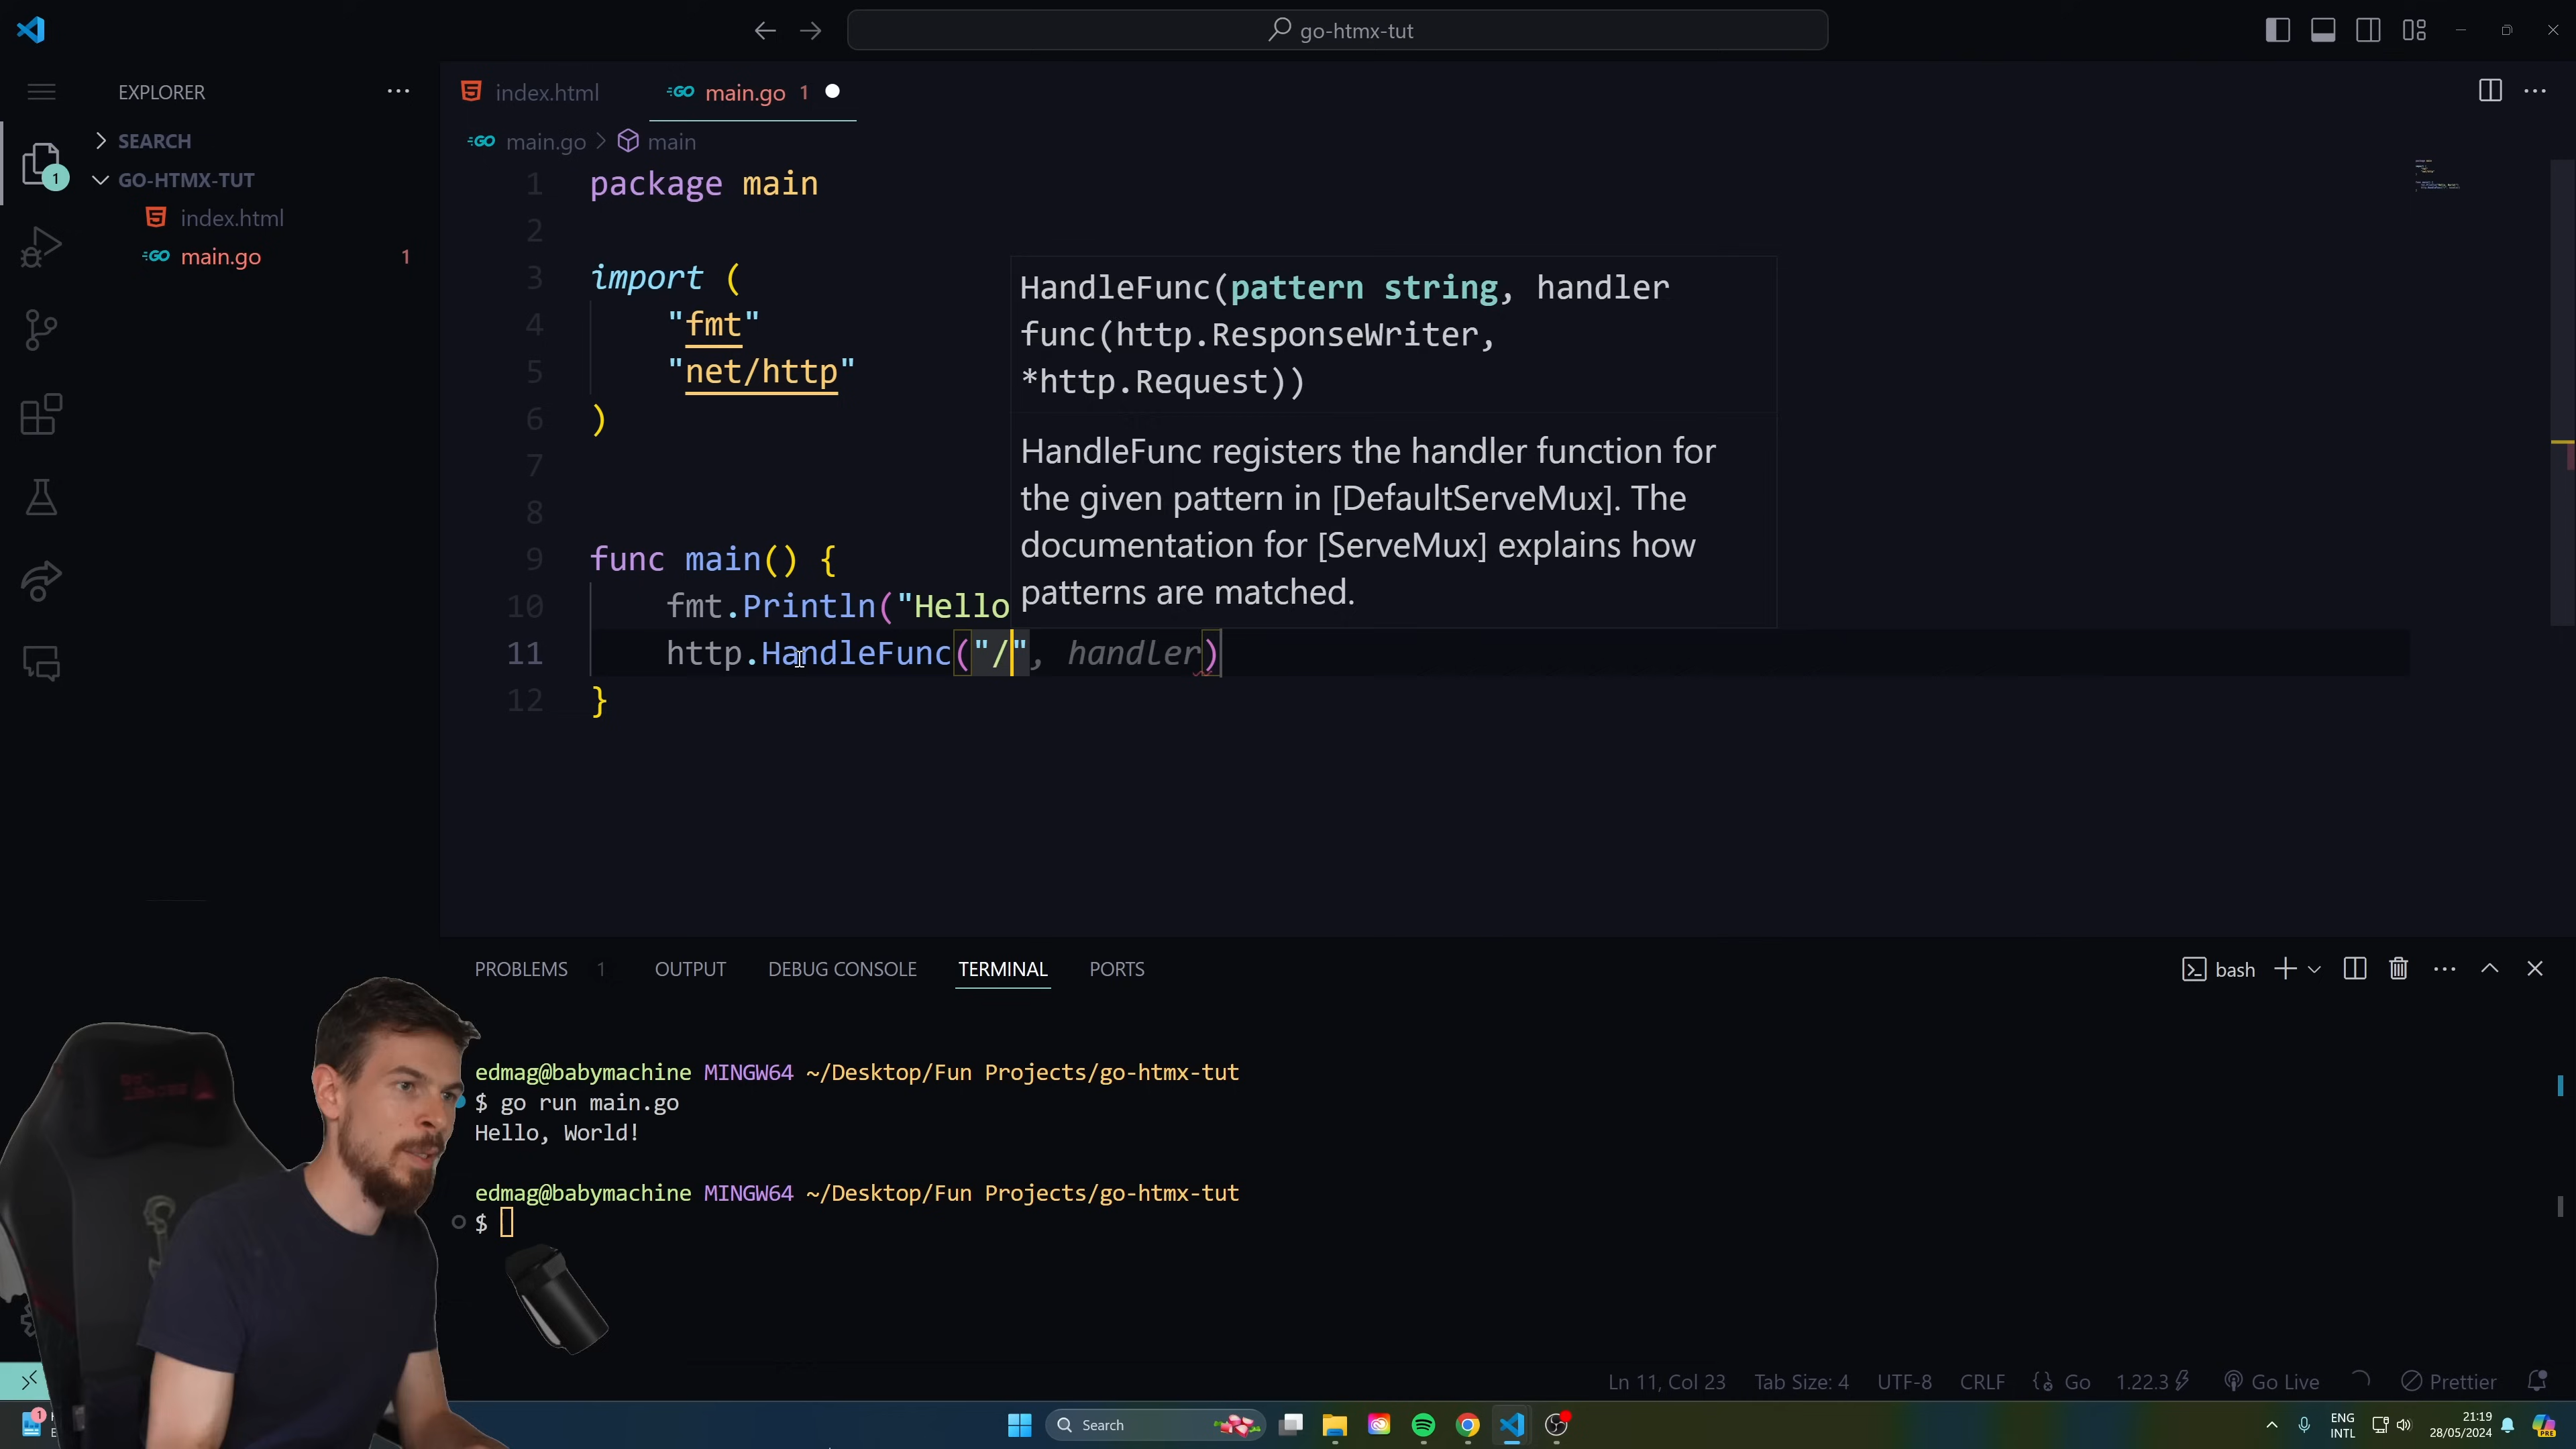 go-htmx-tut
EXPLORER
SEARCH
GO-HTMX-TUT
index.html
main.go 1
1
index.html
main.go 1
main.go > main
1 package main
2
3 import (
4 "fmt"
5 "net/http"
6 )
7
8
9 func main() {
10 fmt.Println("Hello
11 http.HandleFunc("/", handler)
12 }
HandleFunc(pattern string, handler
func(http.ResponseWriter,
*http.Request))
HandleFunc registers the handler function for
the given pattern in [DefaultServeMux]. The
documentation for [ServeMux] explains how
patterns are matched.
PROBLEMS 1 OUTPUT DEBUG CONSOLE TERMINAL PORTS
bash
edmag@babymachine MINGW64 ~/Desktop/Fun Projects/go-htmx-tut
$ go run main.go
Hello, World!
edmag@babymachine MINGW64 ~/Desktop/Fun Projects/go-htmx-tut
$
Ln 11, Col 23 Tab Size: 4 UTF-8 CRLF {} Go 1.22.3 Go Live Prettier
1
Search
ENG
INTL
21:19
28/05/2024
PRE